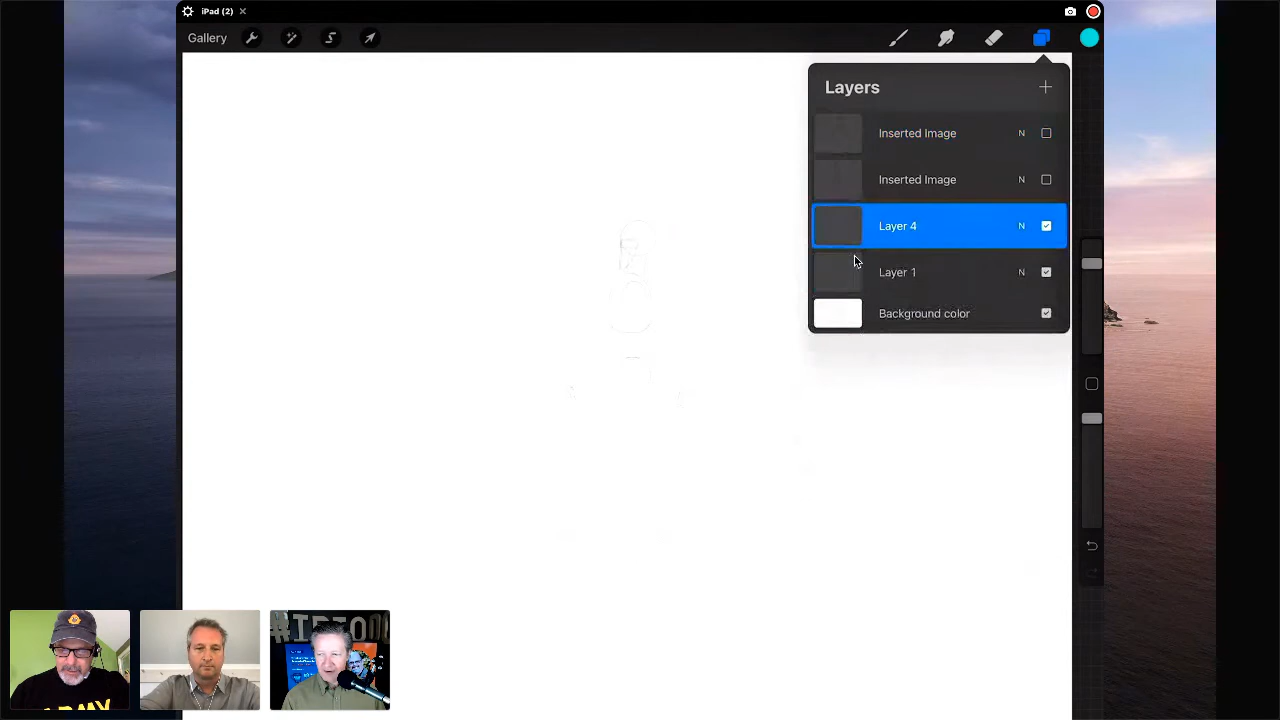 iPad (2)
Gallery
Layers
Inserted Image N
Inserted Image N
Layer 4 N
Layer 1 N
Background color